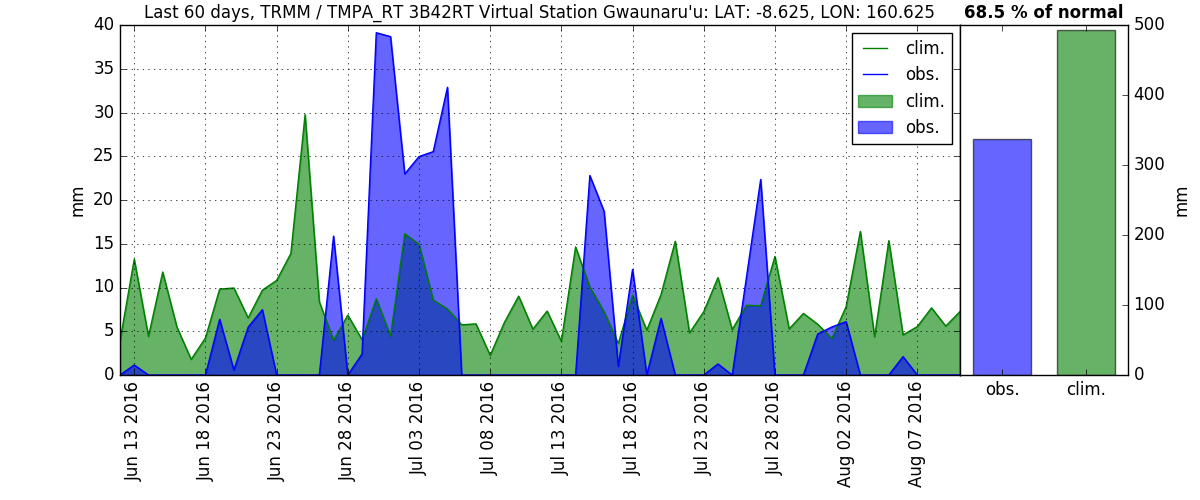 Last 60 days, TRMM / TMPA_RT 3B42RT Virtual Station Gwaunaru'u: LAT: -8.625, LON: 160.625
68.5 % of normal
mm
40
35
30
25
20
15
10
5
0
clim.
obs.
clim.
obs.
Jun 13 2016
Jun 18 2016
Jun 23 2016
Jun 28 2016
Jul 03 2016
Jul 08 2016
Jul 13 2016
Jul 18 2016
Jul 23 2016
Jul 28 2016
Aug 02 2016
Aug 07 2016
500
400
300
200
100
0
mm
obs.
clim.